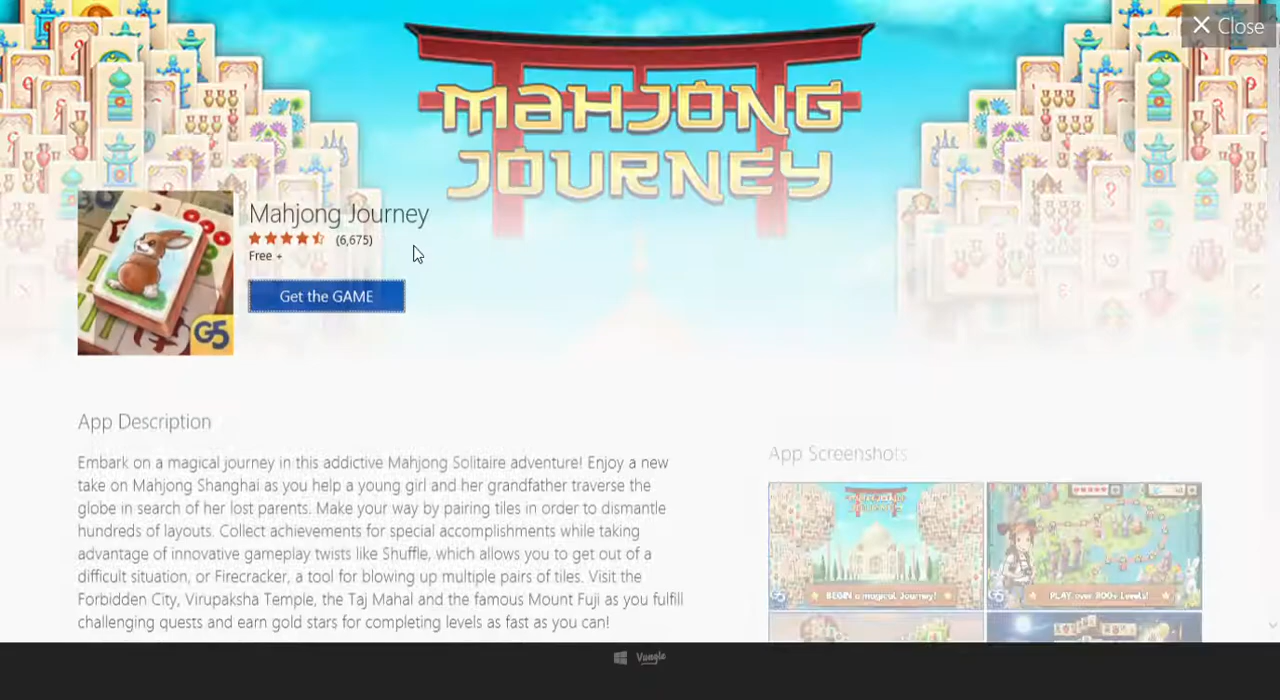 Close
MAHJONG
JOURNEY
Mahjong Journey
(6,675)
Free +
Get the GAME
G5
App Description
Embark on a magical journey in this addictive Mahjong Solitaire adventure! Enjoy a new
take on Mahjong Shanghai as you help a young girl and her grandfather traverse the
globe in search of her lost parents. Make your way by pairing tiles in order to dismantle
hundreds of layouts. Collect achievements for special accomplishments while taking
advantage of innovative gameplay twists like Shuffle, which allows you to get out of a
difficult situation, or Firecracker, a tool for blowing up multiple pairs of tiles. Visit the
Forbidden City, Virupaksha Temple, the Taj Mahal and the famous Mount Fuji as you fulfill
challenging quests and earn gold stars for completing levels as fast as you can!
App Screenshots
MAHJONG
JOURNEY
G5 BEGIN a magical Journey!
G5 PLAY over 800+ Levels!
Vungle